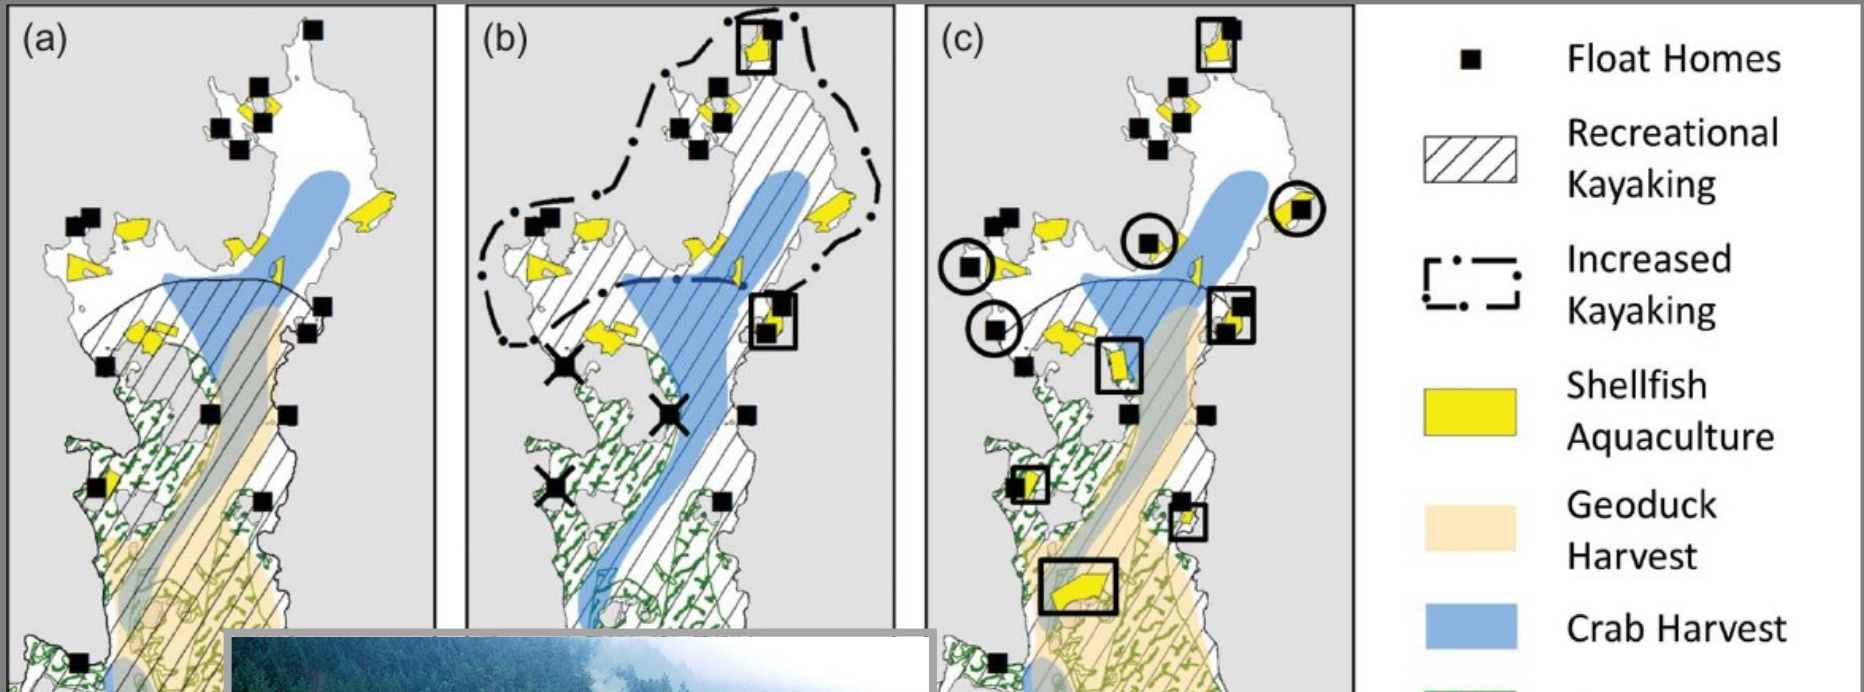 (a)
(b)
(c)
Float Homes
Recreational
Kayaking
Increased
Kayaking
Shellfish
Aquaculture
Geoduck
Harvest
Crab Harvest